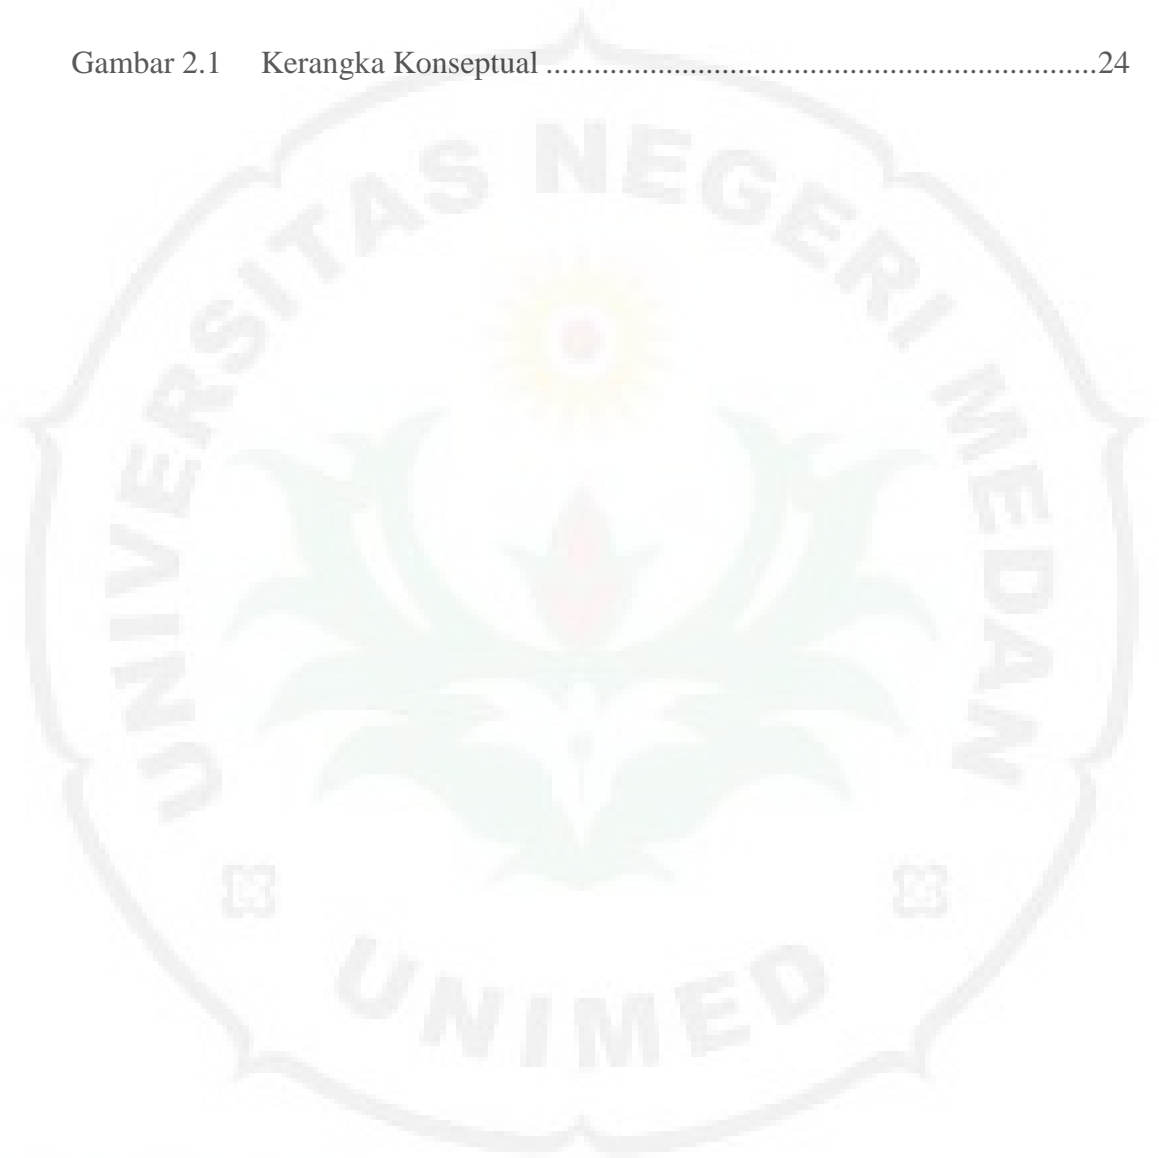 Gambar 2.1 Kerangka Konseptual ....................................................................24
UNIVERSITAS NEGERI MEDAN
UNIMED